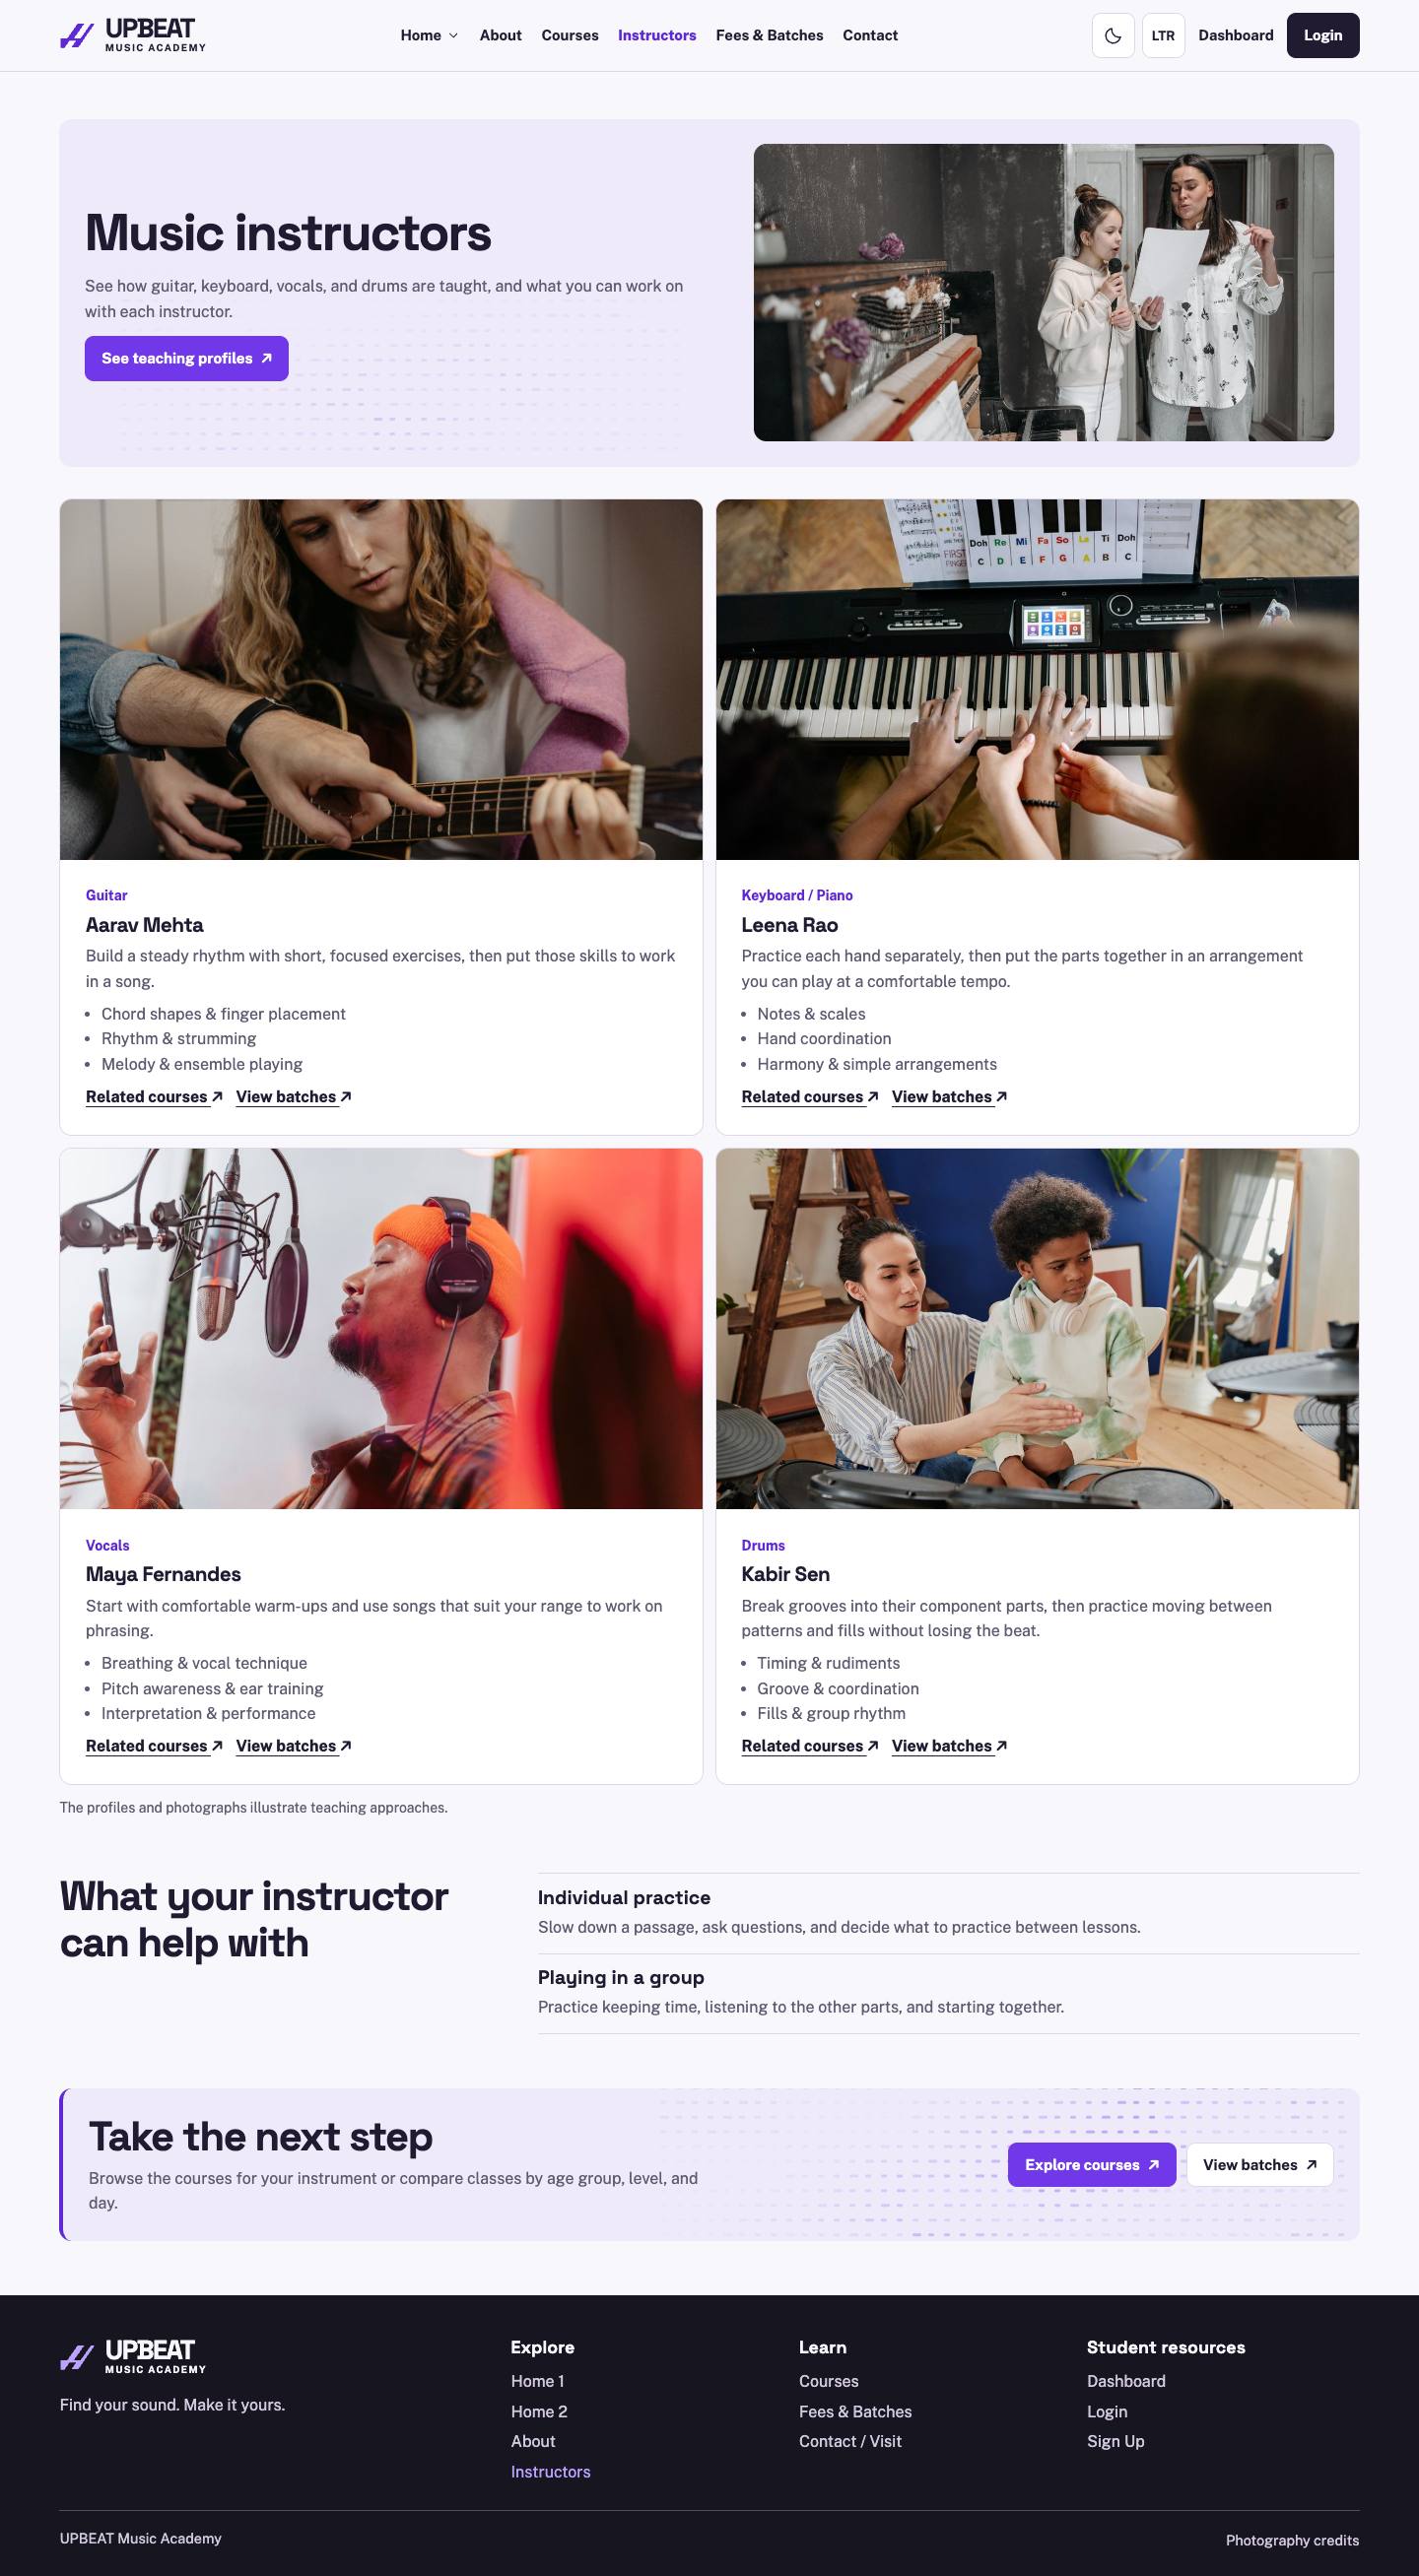 UPBEAT
MUSIC ACADEMY
Home
About
Courses
Instructors
Fees & Batches
Contact
LTR
Dashboard
Login
Music instructors
See how guitar, keyboard, vocals, and drums are taught, and what you can work on
with each instructor.
See teaching profiles
Doh Re Mi Fa So La Ti Doh
C D E F G A B C
Guitar
Aarav Mehta
Build a steady rhythm with short, focused exercises, then put those skills to work
in a song.
• Chord shapes & finger placement
• Rhythm & strumming
• Melody & ensemble playing
Related courses
View batches
Keyboard / Piano
Leena Rao
Practice each hand separately, then put the parts together in an arrangement
you can play at a comfortable tempo.
• Notes & scales
• Hand coordination
• Harmony & simple arrangements
Related courses
View batches
Vocals
Maya Fernandes
Start with comfortable warm-ups and use songs that suit your range to work on
phrasing.
• Breathing & vocal technique
• Pitch awareness & ear training
• Interpretation & performance
Related courses
View batches
Drums
Kabir Sen
Break grooves into their component parts, then practice moving between
patterns and fills without losing the beat.
• Timing & rudiments
• Groove & coordination
• Fills & group rhythm
Related courses
View batches
The profiles and photographs illustrate teaching approaches.
What your instructor
can help with
Individual practice
Slow down a passage, ask questions, and decide what to practice between lessons.
Playing in a group
Practice keeping time, listening to the other parts, and starting together.
Take the next step
Browse the courses for your instrument or compare classes by age group, level, and
day.
Explore courses
View batches
UPBEAT
MUSIC ACADEMY
Find your sound. Make it yours.
Explore
Home 1
Home 2
About
Instructors
Learn
Courses
Fees & Batches
Contact / Visit
Student resources
Dashboard
Login
Sign Up
UPBEAT Music Academy
Photography credits